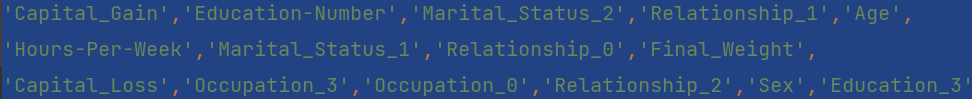 'Capital_Gain','Education-Number','Marital_Status_2','Relationship_1','Age',
'Hours-Per-Week','Marital_Status_1','Relationship_0','Final_Weight',
'Capital_Loss','Occupation_3','Occupation_0','Relationship_2','Sex','Education_3'